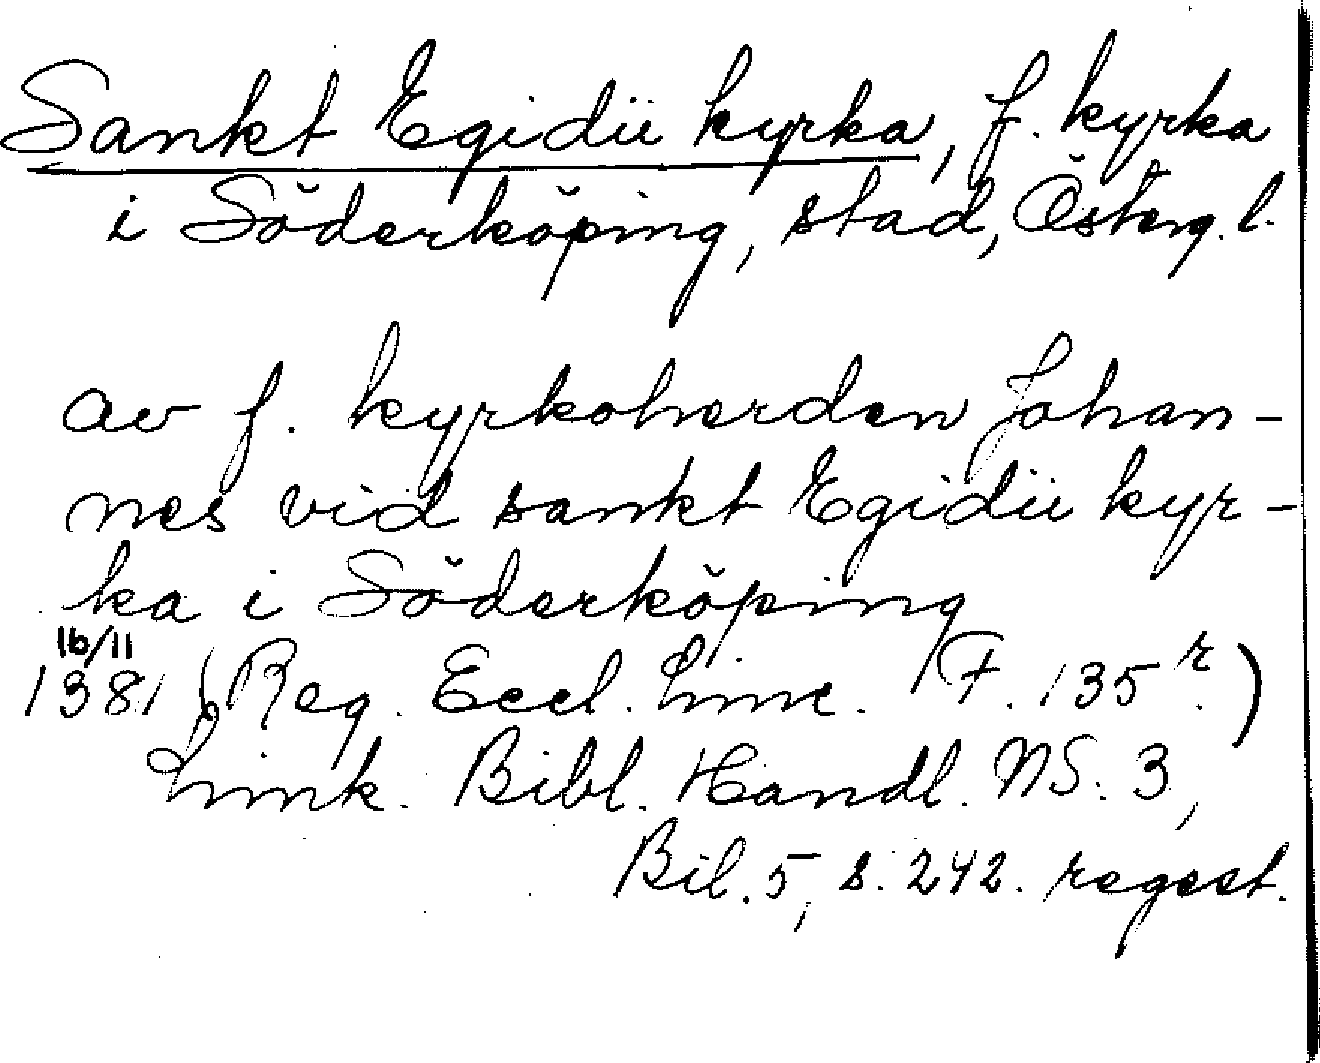 Sankt Egidii kyrka, f. kyrka
i Söderköping, stad, Österg. l.
av f. kyrkoherden Johan-
nes vid sankt Egidii kyr-
ka i Söderköping
16/11
1381 (Reg. Eccl. Linc. F. 135 r.)
Link. Bibl. Handl. NS. 3,
Bil. 5, s. 242. regest.